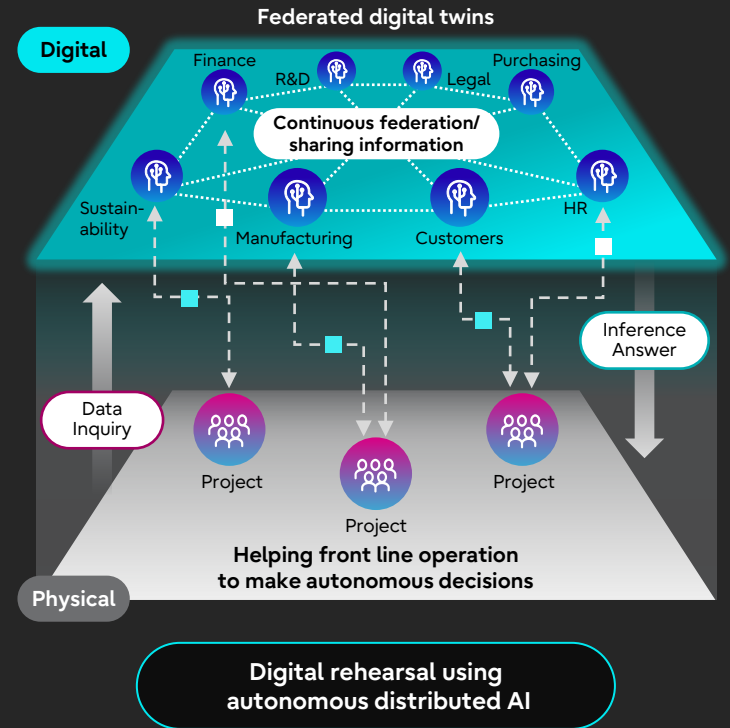 Federated digital twins
Digital
Finance
R&D
Legal
Purchasing
Continuous federation/
sharing information
Sustain-
ability
Manufacturing
Customers
HR
Inference
Answer
Data
Inquiry
Project
Project
Project
Helping front line operation
to make autonomous decisions
Physical
Digital rehearsal using
autonomous distributed AI